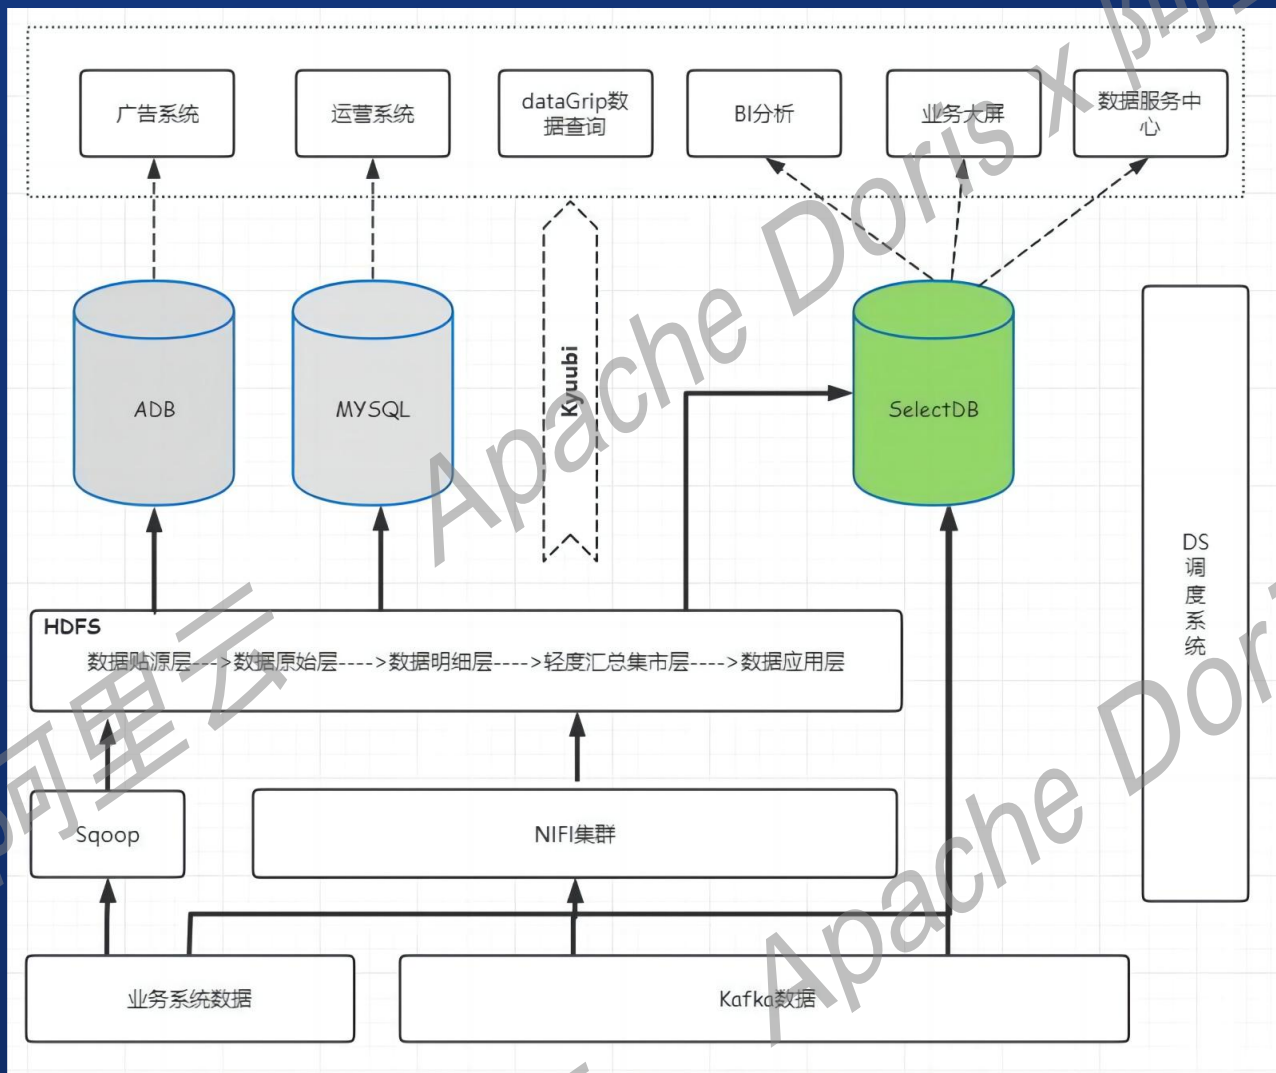 广告系统
运营系统
dataGrip数
据查询
BI分析
业务大屏
数据服务中
心
ADB
MYSQL
Kyuubi
SelectDB
DS
调
度
系
统
HDFS
数据贴源层--->数据原始层---->数据明细层---->轻度汇总集市层---->数据应用层
Sqoop
NIFI集群
业务系统数据
Kafka数据
Apache Doris x 阿里
阿里云
Apache Dori